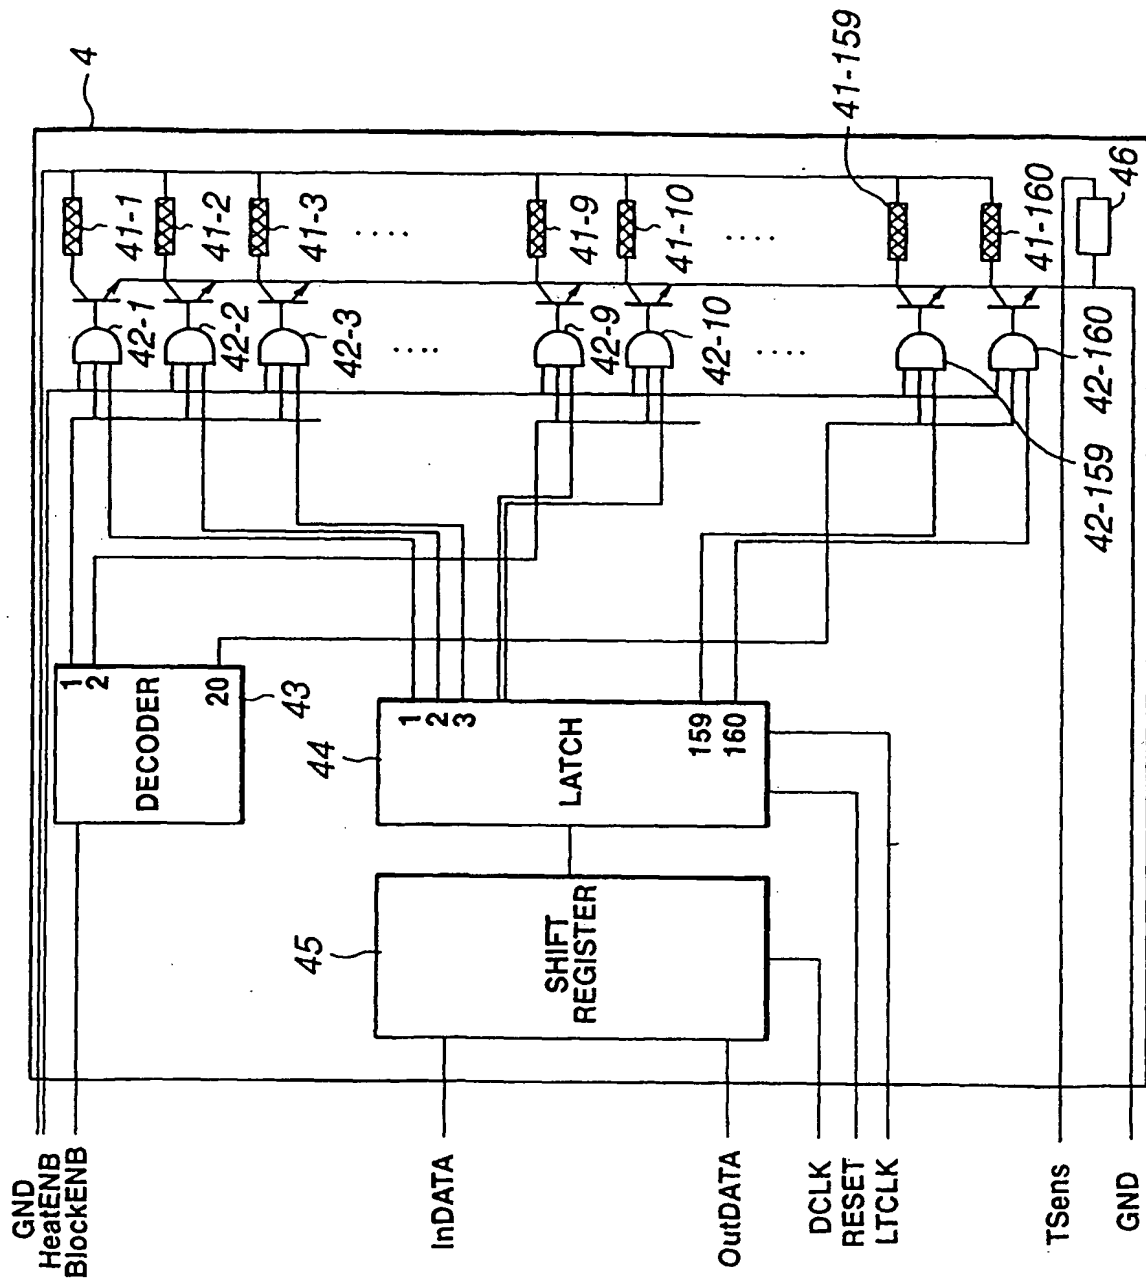 4
41-159
41-1
41-2
41-3
41-9
41-10
41-160
46
42-1
42-2
42-3
42-9
42-10
42-160
42-159
1
2
20
DECODER
43
1
2
3
159
160
LATCH
44
SHIFT
REGISTER
45
GND
HeatENB
BlockENB
InDATA
OutDATA
DCLK
RESET
LTCLK
TSens
GND